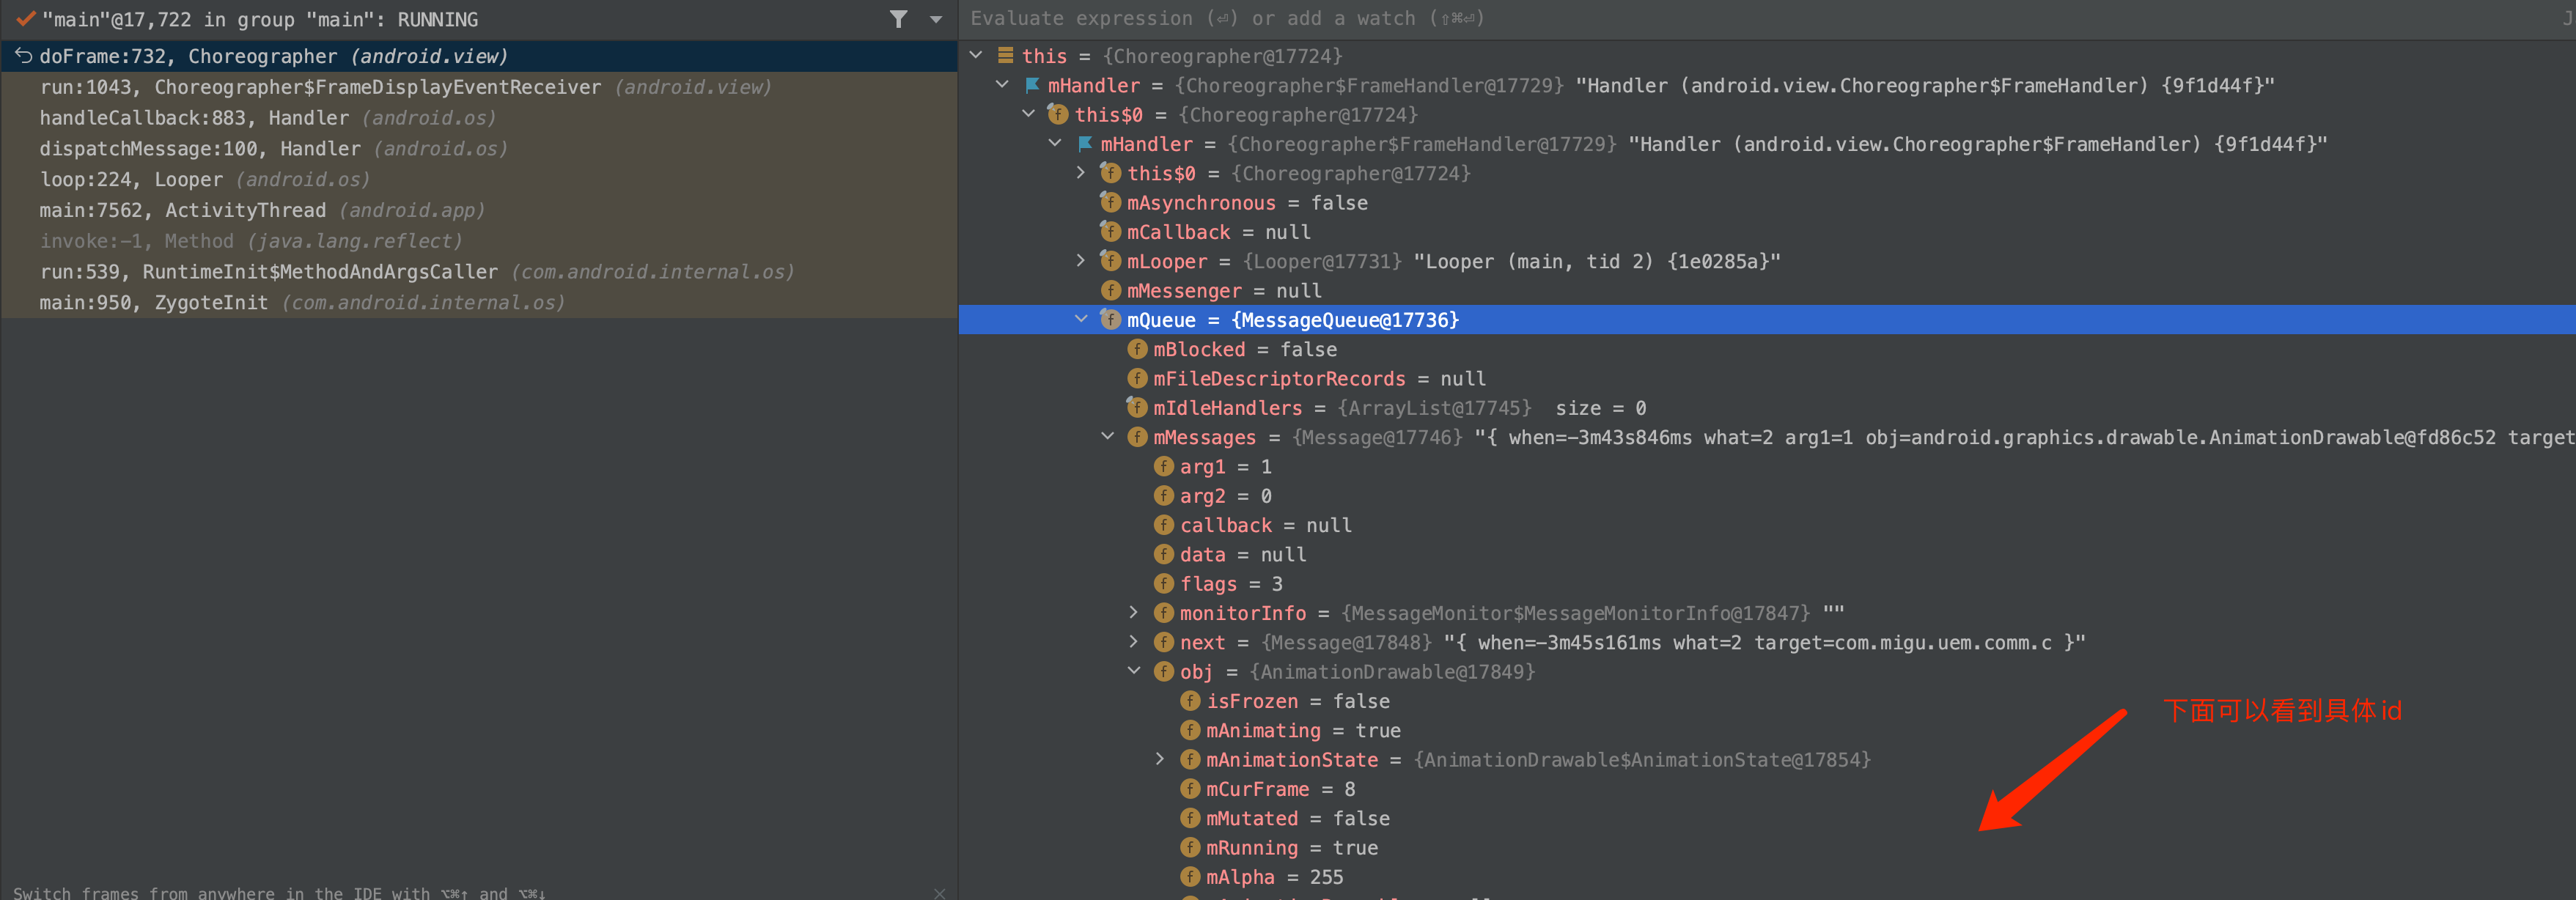 "main"@17,722 in group "main": RUNNING
doFrame:732, Choreographer (android.view)
run:1043, Choreographer$FrameDisplayEventReceiver (android.view)
handleCallback:883, Handler (android.os)
dispatchMessage:100, Handler (android.os)
loop:224, Looper (android.os)
main:7562, ActivityThread (android.app)
invoke:-1, Method (java.lang.reflect)
run:539, RuntimeInit$MethodAndArgsCaller (com.android.internal.os)
main:950, ZygoteInit (com.android.internal.os)
Switch frames from anywhere in the IDE with ⌥⌘↑ and ⌥⌘↓
Evaluate expression (⏎) or add a watch (⇧⌘⏎)
this = {Choreographer@17724}
mHandler = {Choreographer$FrameHandler@17729} "Handler (android.view.Choreographer$FrameHandler) {9f1d44f}"
this$0 = {Choreographer@17724}
mHandler = {Choreographer$FrameHandler@17729} "Handler (android.view.Choreographer$FrameHandler) {9f1d44f}"
this$0 = {Choreographer@17724}
mAsynchronous = false
mCallback = null
mLooper = {Looper@17731} "Looper (main, tid 2) {1e0285a}"
mMessenger = null
mQueue = {MessageQueue@17736}
mBlocked = false
mFileDescriptorRecords = null
mIdleHandlers = {ArrayList@17745} size = 0
mMessages = {Message@17746} "{ when=-3m43s846ms what=2 arg1=1 obj=android.graphics.drawable.AnimationDrawable@fd86c52 target
arg1 = 1
arg2 = 0
callback = null
data = null
flags = 3
monitorInfo = {MessageMonitor$MessageMonitorInfo@17847} ""
next = {Message@17848} "{ when=-3m45s161ms what=2 target=com.migu.uem.comm.c }"
obj = {AnimationDrawable@17849}
isFrozen = false
mAnimating = true
mAnimationState = {AnimationDrawable$AnimationState@17854}
mCurFrame = 8
mMutated = false
mRunning = true
mAlpha = 255
下面可以看到具体id